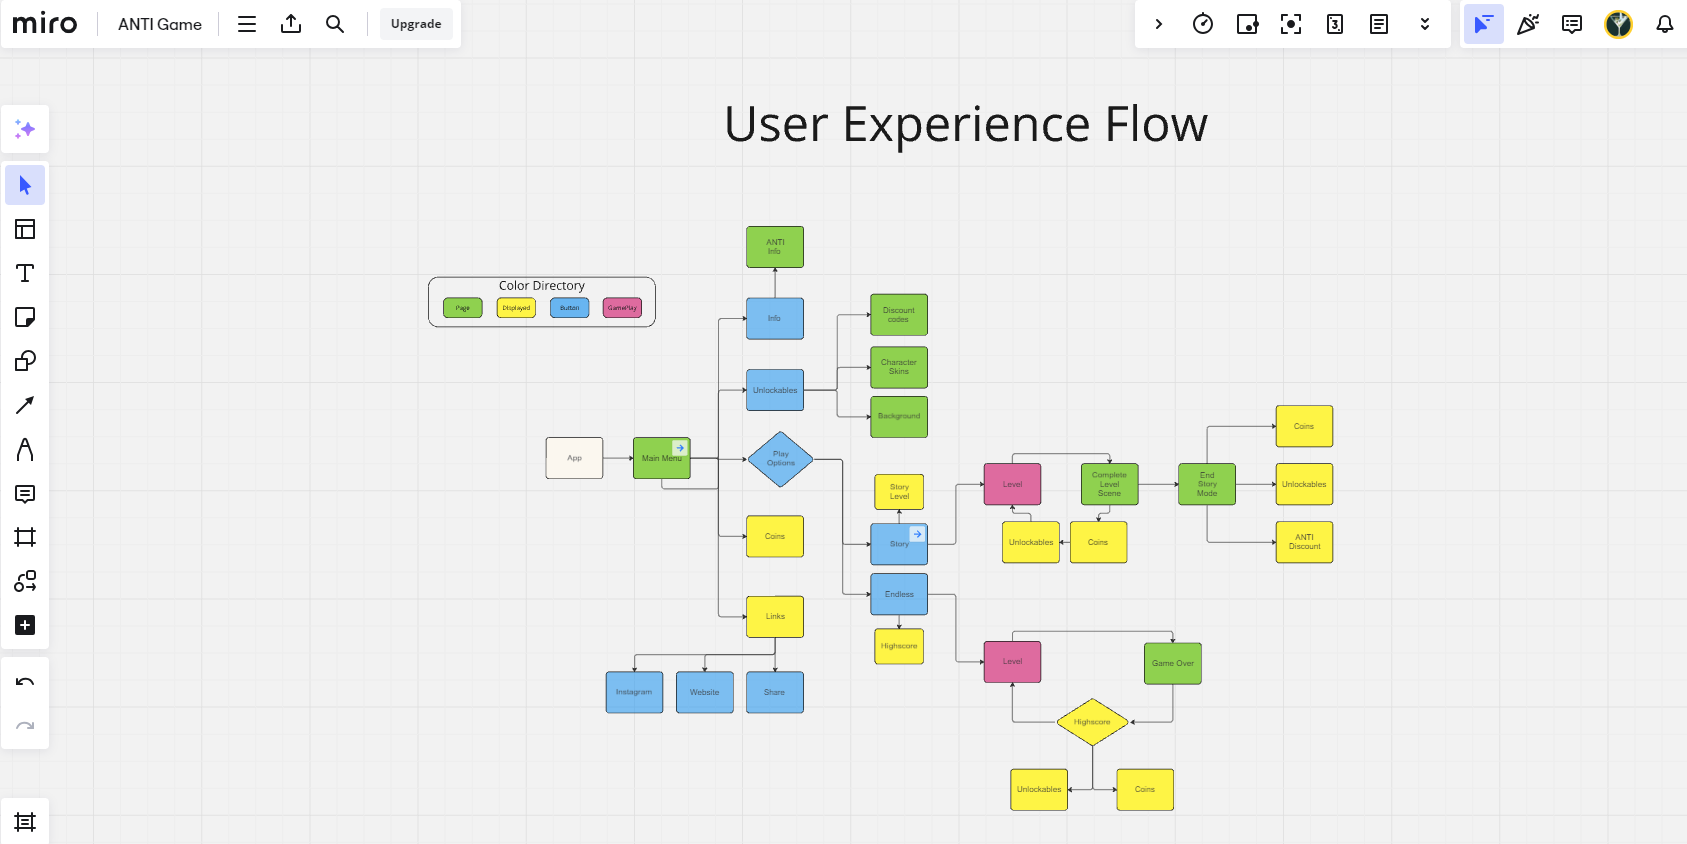 miro
ANTI Game
Upgrade
3
User Experience Flow
ANTI
Info
Color Directory
Page
Displayed
Button
GamePlay
Info
Discount
codes
Character
Skins
Unlockables
Background
App
Main Menu
Play
Options
Coins
Story
Level
Level
Complete
Level
Scene
End
Story
Mode
Unlockables
Coins
Story
Unlockables
Coins
ANTI
Discount
Endless
Links
Highscore
Level
Game Over
Instagram
Website
Share
Highscore
Unlockables
Coins